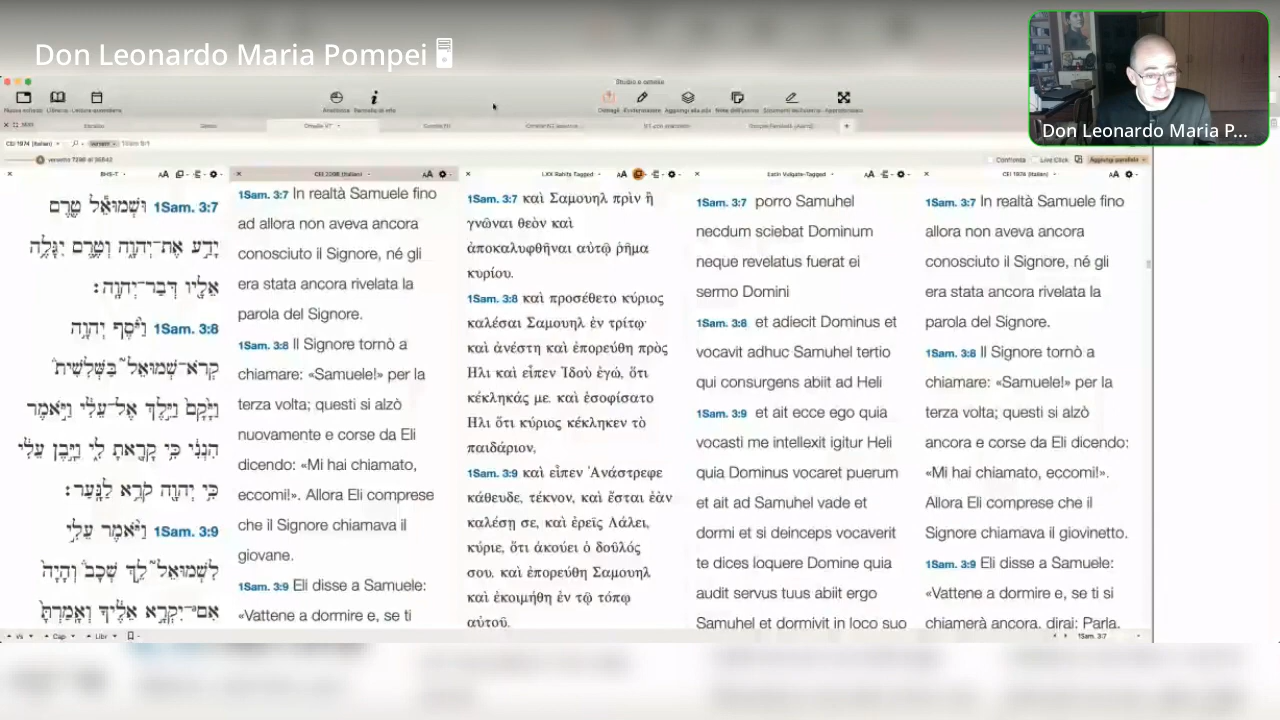 Don Leonardo Maria Pompei
Don Leonardo Maria P...
Studio e omelie
CEI 1974 (Italian)
versetto 7280 di 35542
Live Click
Aggiungi parallelo
BHS-T
1Sam. 3:7 וּשְׁמוּאֵ֕ל טֶ֖רֶם
יָדַ֣ע אֶת־יְהוָ֑ה וְטֶ֛רֶם יִגָּלֶ֥ה
אֵלָ֖יו דְּבַר־יְהוָֽה׃
1Sam. 3:8 וַיֹּ֨סֶף יְהוָ֥ה
קְרֹא־שְׁמוּאֵל֮ בַּשְּׁלִשִׁית֒
וַיָּ֙קָם֙ וַיֵּ֣לֶךְ אֶל־עֵלִ֔י וַיֹּ֣אמֶר
הִנְנִ֔י כִּ֥י קָרָ֖אתָ לִ֑י וַיָּ֣בֶן עֵלִ֔י
כִּ֥י יְהוָ֖ה קֹרֵ֥א לַנָּֽעַר׃
1Sam. 3:9 וַיֹּ֨אמֶר עֵלִ֣י
לִשְׁמוּאֵל֮ לֵ֣ךְ שְׁכָב֒ וְהָיָה֙
אִם־יִקְרָ֣א אֵלֶ֔יךָ וְאָֽמַרְתָּ֙
1Sam. 3:7 In realtà Samuele fino
ad allora non aveva ancora
conosciuto il Signore, né gli
era stata ancora rivelata la
parola del Signore.
1Sam. 3:8 Il Signore tornò a
chiamare: «Samuele!» per la
terza volta; questi si alzò
nuovamente e corse da Eli
dicendo: «Mi hai chiamato,
eccomi!». Allora Eli comprese
che il Signore chiamava il
giovane.
1Sam. 3:9 Eli disse a Samuele:
«Vattene a dormire e, se ti
LXX Rahlfs Tagged
1Sam. 3:7 καὶ Σαμουηλ πρὶν ἢ
γνῶναι θεὸν καὶ
ἀποκαλυφθῆναι αὐτῷ ῥῆμα
κυρίου.
1Sam. 3:8 καὶ προσέθετο κύριος
καλέσαι Σαμουηλ ἐν τρίτῳ·
καὶ ἀνέστη καὶ ἐπορεύθη πρὸς
Ηλι καὶ εἶπεν Ἰδοὺ ἐγώ, ὅτι
κέκληκάς με. καὶ ἐσοφίσατο
Ηλι ὅτι κύριος κέκληκεν τὸ
παιδάριον,
1Sam. 3:9 καὶ εἶπεν Ἀνάστρεφε
κάθευδε, τέκνον, καὶ ἔσται ἐὰν
καλέσῃ σε, καὶ ἐρεῖς Λάλει,
κύριε, ὅτι ἀκούει ὁ δοῦλός
σου. καὶ ἐπορεύθη Σαμουηλ
καὶ ἐκοιμήθη ἐν τῷ τόπῳ
αὐτοῦ.
Latin Vulgate-Tagged
1Sam. 3:7 porro Samuhel
necdum sciebat Dominum
neque revelatus fuerat ei
sermo Domini
1Sam. 3:8 et adiecit Dominus et
vocavit adhuc Samuhel tertio
qui consurgens abiit ad Heli
1Sam. 3:9 et ait ecce ego quia
vocasti me intellexit igitur Heli
quia Dominus vocaret puerum
et ait ad Samuhel vade et
dormi et si deinceps vocaverit
te dices loquere Domine quia
audit servus tuus abiit ergo
Samuhel et dormivit in loco suo
CEI 1974 (Italian)
1Sam. 3:7 In realtà Samuele fino
allora non aveva ancora
conosciuto il Signore, né gli
era stata ancora rivelata la
parola del Signore.
1Sam. 3:8 Il Signore tornò a
chiamare: «Samuele!» per la
terza volta; questi si alzò
ancora e corse da Eli dicendo:
«Mi hai chiamato, eccomi!».
Allora Eli comprese che il
Signore chiamava il giovinetto.
1Sam. 3:9 Eli disse a Samuele:
«Vattene a dormire e, se ti si
chiamerà ancora, dirai: Parla,
Vs Cap Libr
1Sam. 3:7